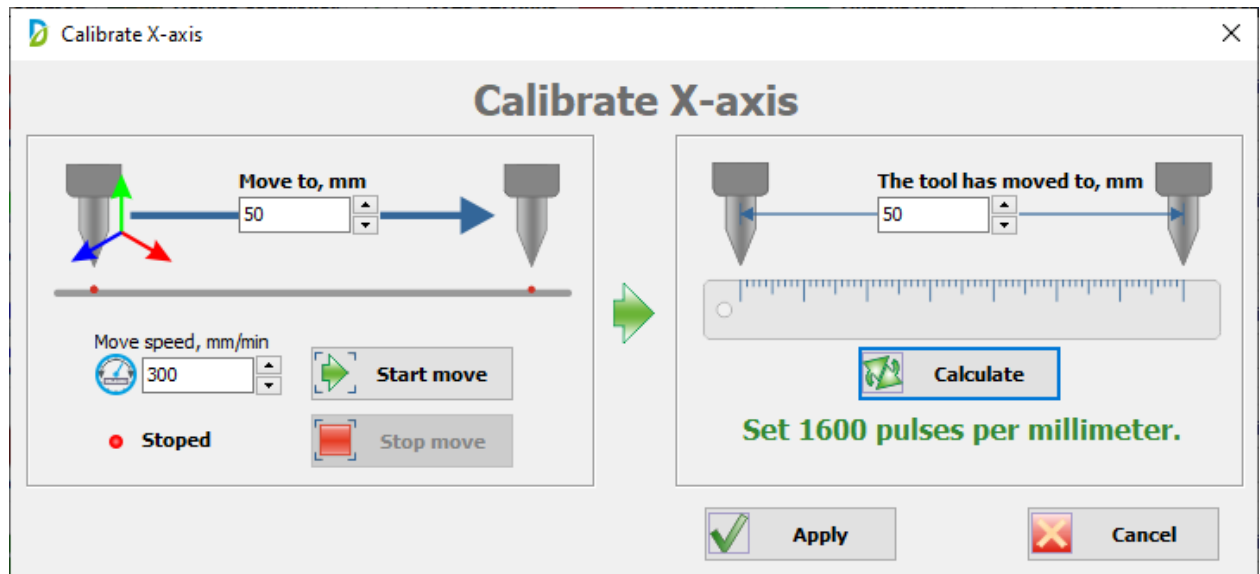 Calibrate X-axis
Calibrate X-axis
Move to, mm
50
Move speed, mm/min
300
Start move
Stoped
Stop move
The tool has moved to, mm
50
Calculate
Set 1600 pulses per millimeter.
Apply
Cancel